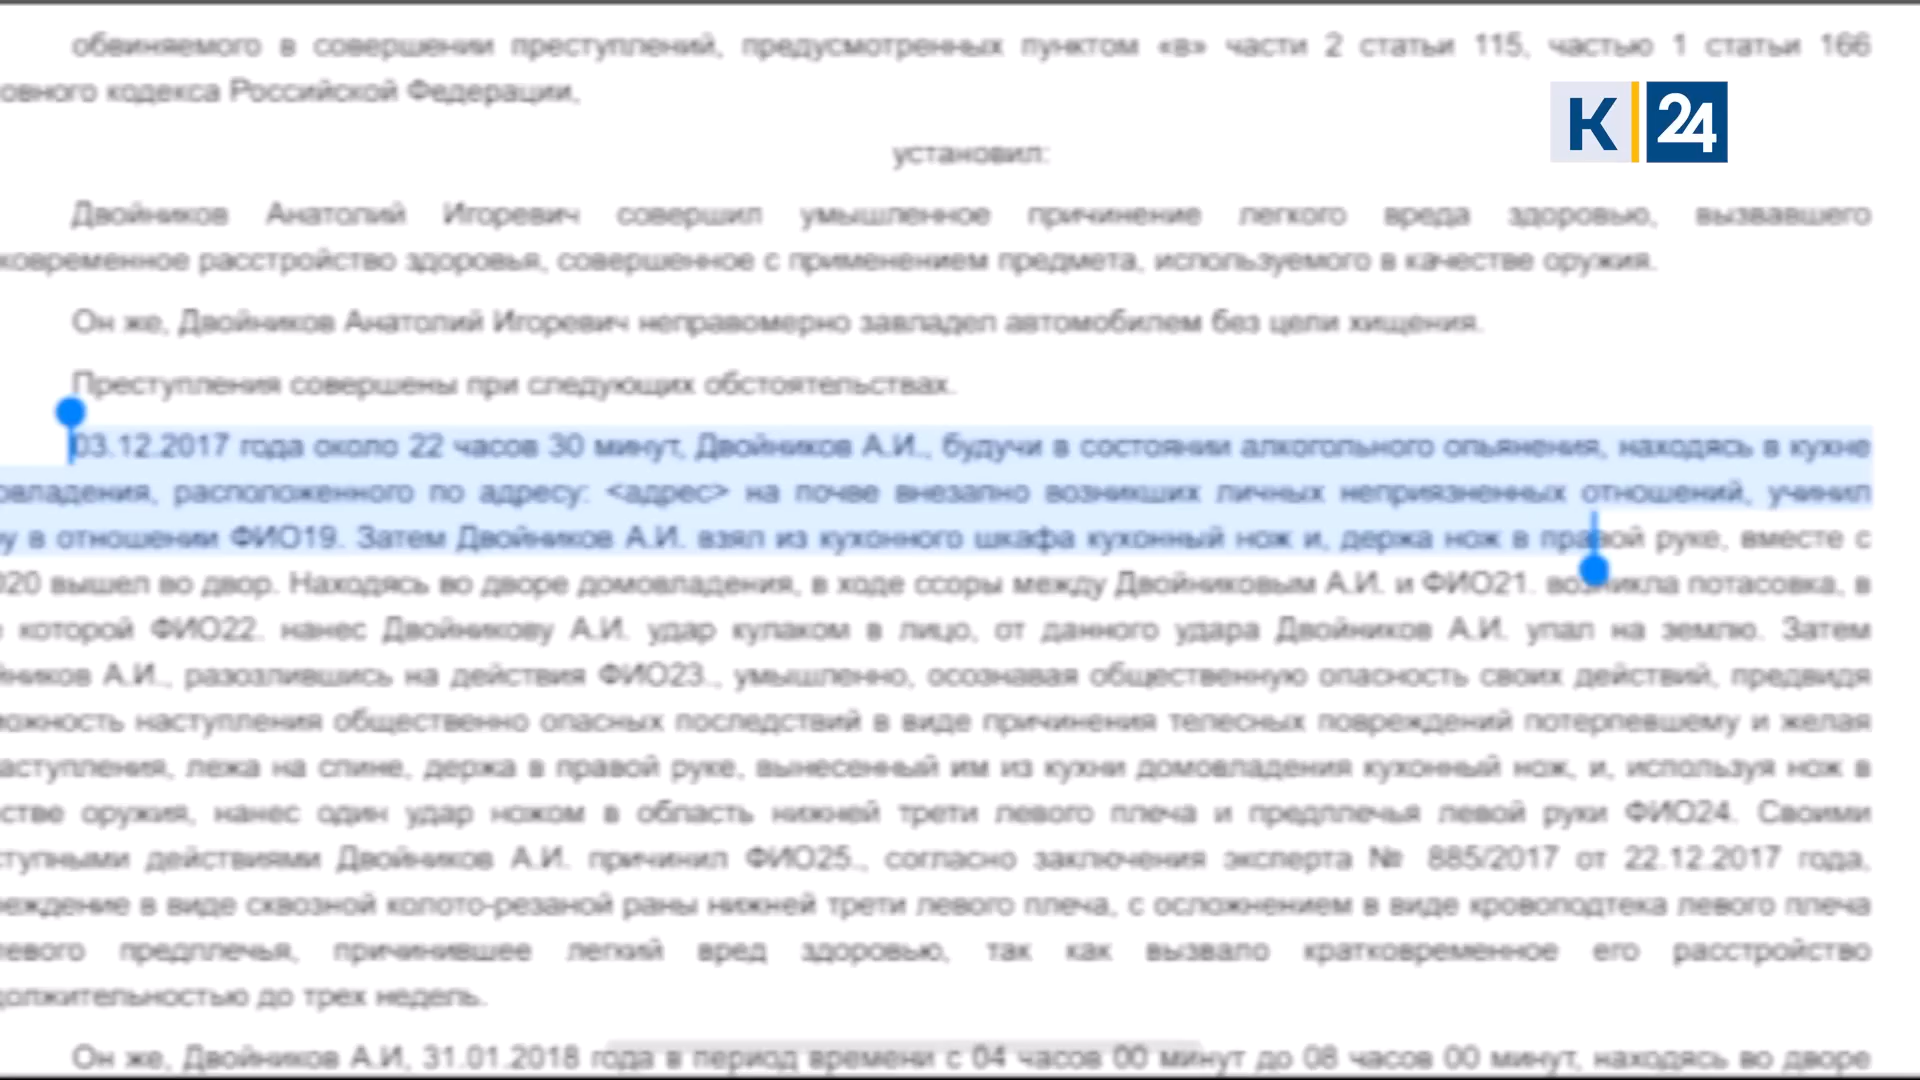 обвиняемого в совершении преступлений, предусмотренных пунктом «в» части 2 статьи 115, частью 1 статьи 166
овного кодекса Российской Федерации,
К 24
установил:
Двойников Анатолий Игоревич совершил умышленное причинение легкого вреда здоровью, вызвавшего
ковременное расстройство здоровья, совершенное с применением предмета, используемого в качестве оружия.
Он же, Двойников Анатолий Игоревич неправомерно завладел автомобилем без цели хищения.
Преступления совершены при следующих обстоятельствах.
03.12.2017 года около 22 часов 30 минут, Двойников А.И., будучи в состоянии алкогольного опьянения, находясь в кухне
овладения, расположенного по адресу: <адрес> на почве внезапно возникших личных неприязненных отношений, учинил
у в отношении ФИО19. Затем Двойников А.И. взял из кухонного шкафа кухонный нож и, держа нож в правой руке, вместе с
О20 вышел во двор. Находясь во дворе домовладения, в ходе ссоры между Двойниковым А.И. и ФИО21. возникла потасовка, в
которой ФИО22. нанес Двойникову А.И. удар кулаком в лицо, от данного удара Двойников А.И. упал на землю. Затем
йников А.И., разозлившись на действия ФИО23., умышленно, осознавая общественную опасность своих действий, предвидя
можность наступления общественно опасных последствий в виде причинения телесных повреждений потерпевшему и желая
аступления, лежа на спине, держа в правой руке, вынесенный им из кухни домовладения кухонный нож, и, используя нож в
стве оружия, нанес один удар ножом в область нижней трети левого плеча и предплечья левой руки ФИО24. Своими
ступными действиями Двойников А.И. причинил ФИО25., согласно заключения эксперта № 885/2017 от 22.12.2017 года,
реждение в виде сквозной колото-резаной раны нижней трети левого плеча, с осложнением в виде кровоподтека левого плеча
левого предплечья, причинившее легкий вред здоровью, так как вызвало кратковременное его расстройство
должительностью до трех недель.
Он же, Двойников А.И, 31.01.2018 года в период времени с 04 часов 00 минут до 08 часов 00 минут, находясь во дворе